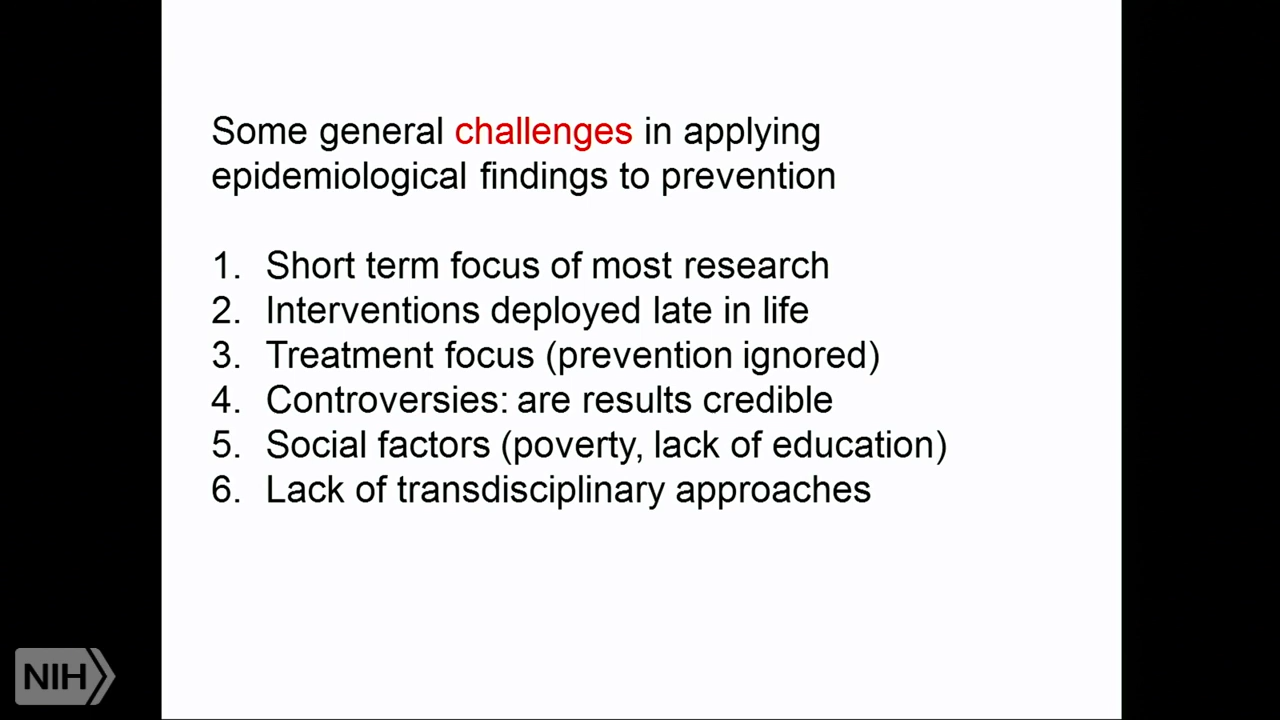 Some general challenges in applying
epidemiological findings to prevention
1. Short term focus of most research
2. Interventions deployed late in life
3. Treatment focus (prevention ignored)
4. Controversies: are results credible
5. Social factors (poverty, lack of education)
6. Lack of transdisciplinary approaches
NIH